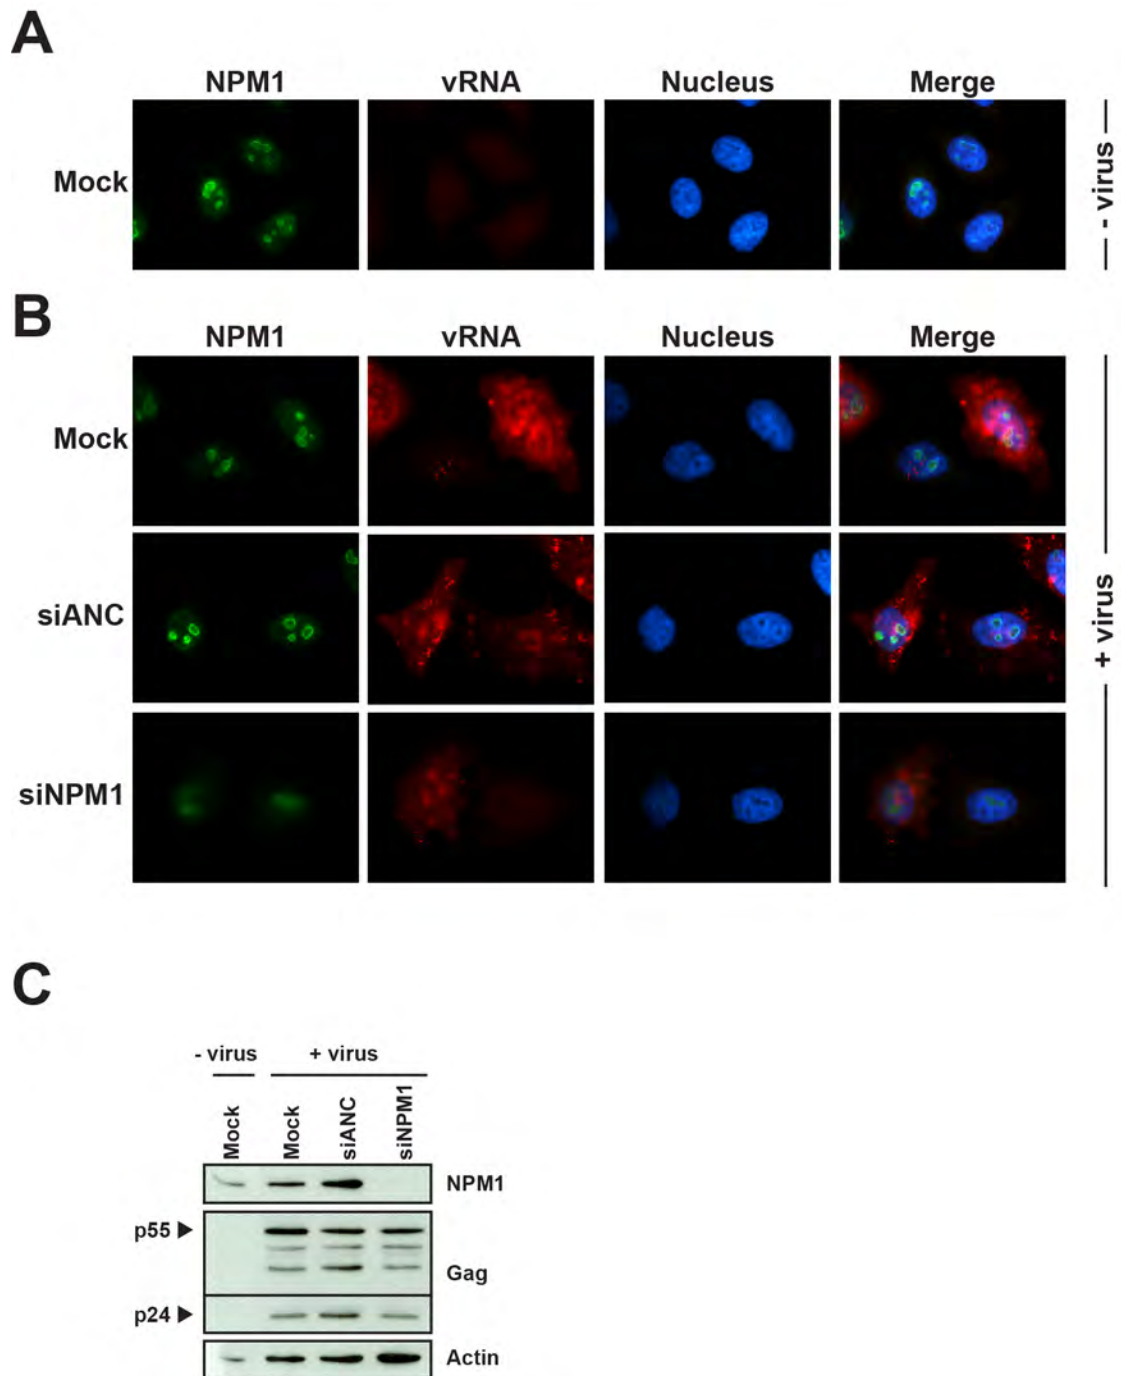 A
NPM1 vRNA Nucleus Merge
Mock
- virus
B
NPM1 vRNA Nucleus Merge
Mock
siANC
siNPM1
+ virus
C
- virus + virus
Mock Mock siANC siNPM1
NPM1
p55
Gag
p24
Actin